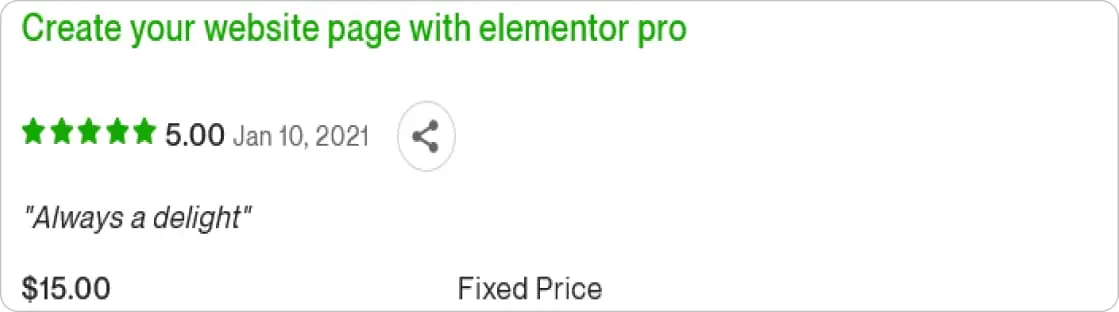 Create your website page with elementor pro
5.00 Jan 10, 2021
"Always a delight"
$15.00 Fixed Price